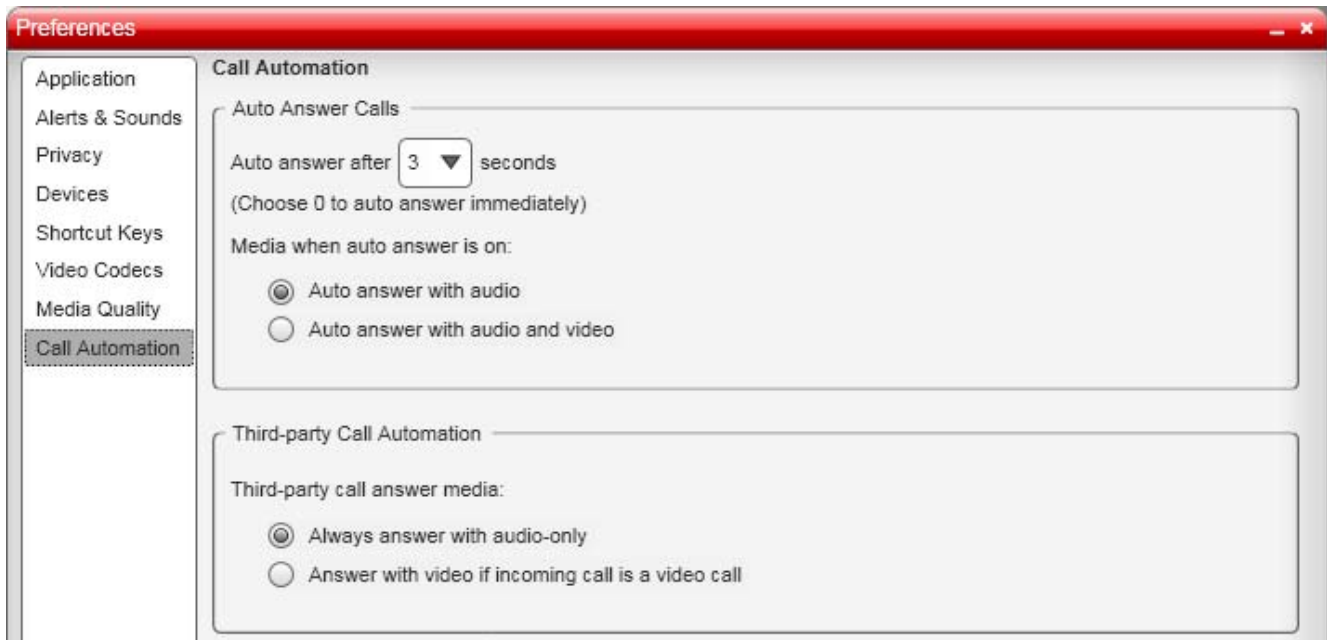 Preferences
Application
Alerts & Sounds
Privacy
Devices
Shortcut Keys
Video Codecs
Media Quality
Call Automation
Call Automation
Auto Answer Calls
Auto answer after 3 seconds
(Choose 0 to auto answer immediately)
Media when auto answer is on:
Auto answer with audio
Auto answer with audio and video
Third-party Call Automation
Third-party call answer media:
Always answer with audio-only
Answer with video if incoming call is a video call